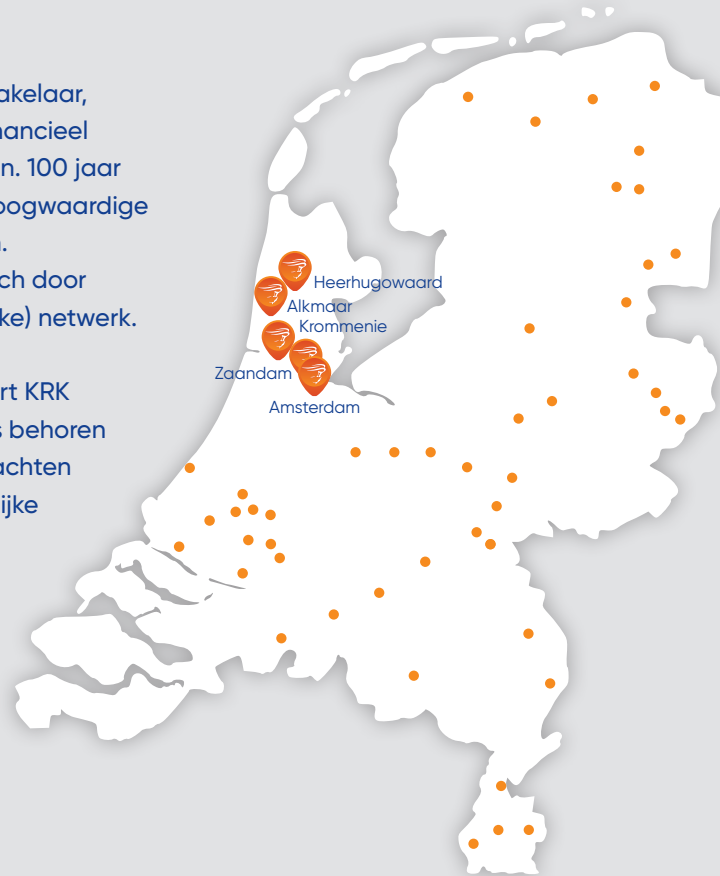 akelaar,
nancieel
n. 100 jaar
oogwaardige
.
ch door
ke) netwerk.
rt KRK
s behoren
achten
ijke
Heerhugowaard
Alkmaar
Krommenie
Zaandam
Amsterdam